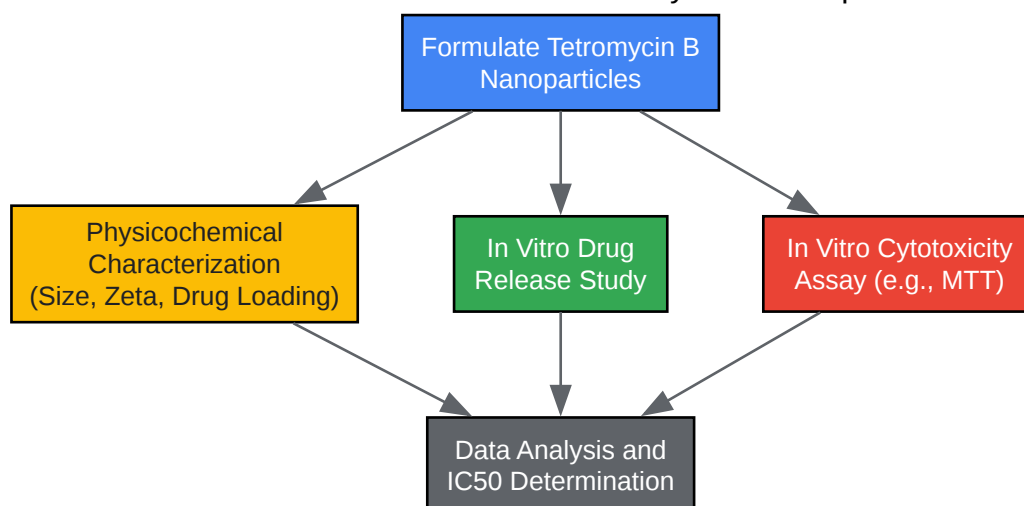 Formulate Tetromycin B
Nanoparticles
Physicochemical
Characterization
(Size, Zeta, Drug Loading)
In Vitro Drug
Release Study
In Vitro Cytotoxicity
Assay (e.g., MTT)
Data Analysis and
IC50 Determination